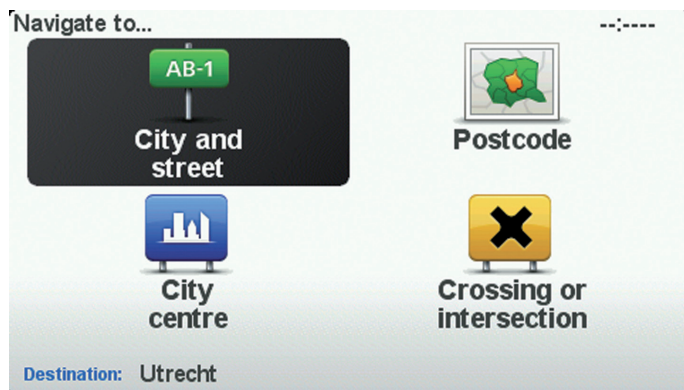 Navigate to...
--:----
AB-1
City and
street
Postcode
City
centre
Crossing or
intersection
Destination: Utrecht